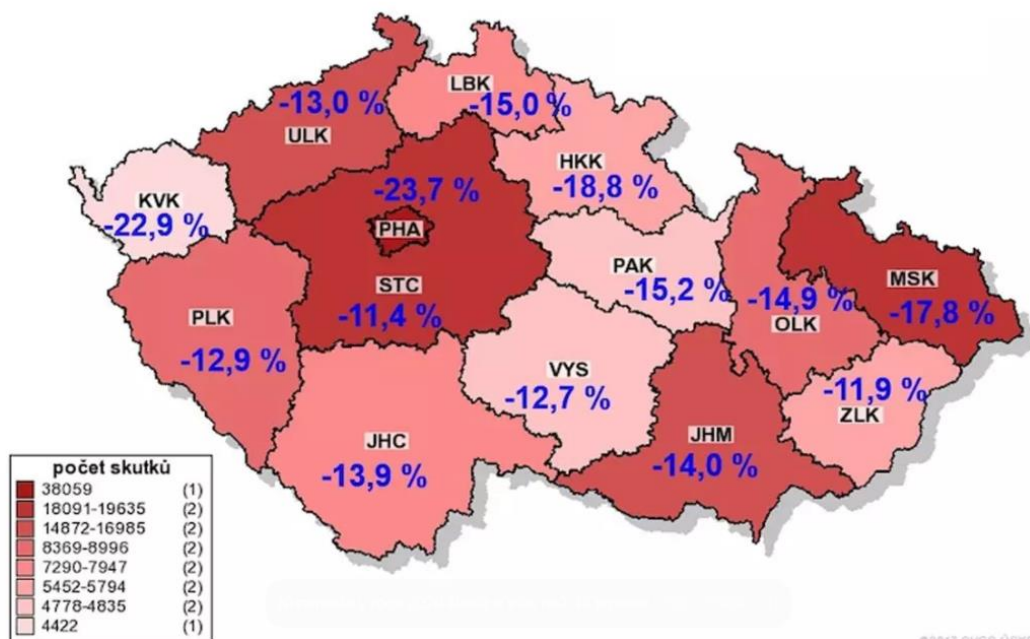 LBK
-13,0 %
-15,0 %
ULK
HKK
-23,7 %
-18,8 %
KVK
-22,9 %
PHA
PAK
STC
MSK
-15,2 %
-14,9 %
PLK
-11,4 %
OLK
-17,8 %
-12,9 %
VYS
-12,7 %
-11,9 %
ZLK
JHC
JHM
-13,9 %
-14,0 %
počet skutků
38059 (1)
18091-19635 (2)
14872-16985 (2)
8369-8996 (2)
7290-7947 (2)
5452-5794 (2)
4778-4835 (2)
4422 (1)